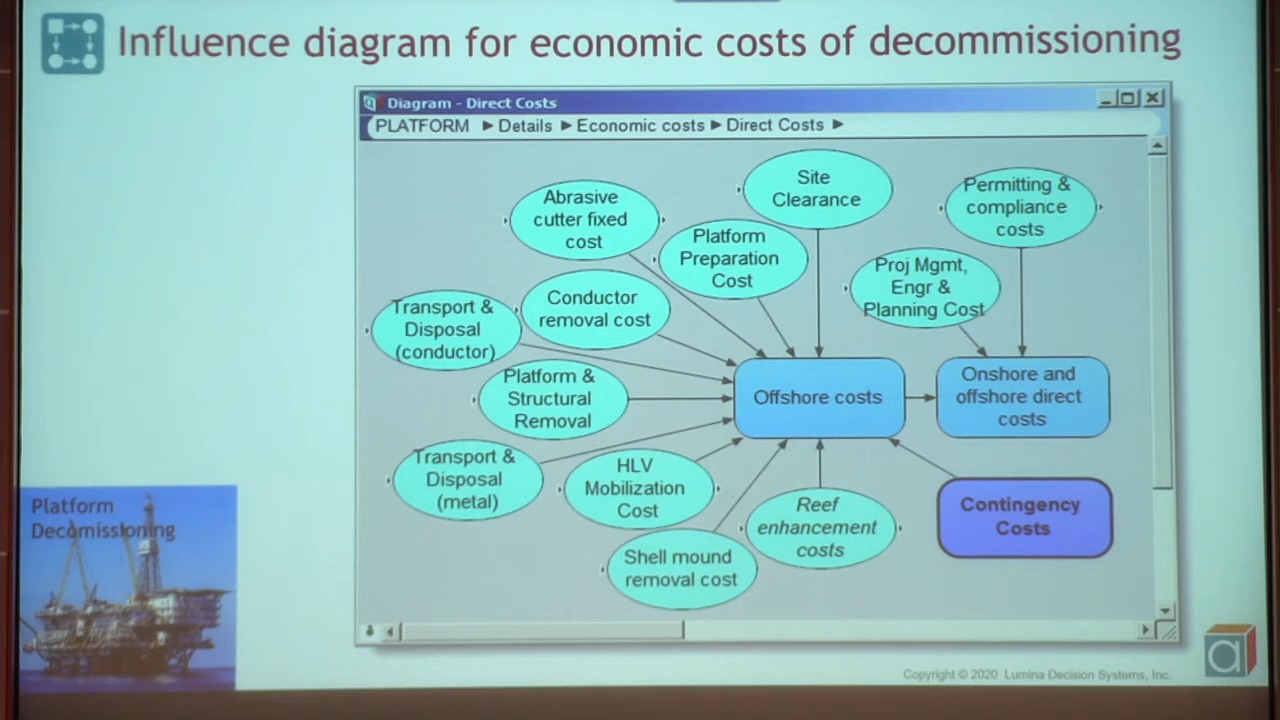 Influence diagram for economic costs of decommissioning
Diagram - Direct Costs
PLATFORM ► Details ► Economic costs ► Direct Costs ►
Site
Clearance
Permitting &
compliance
costs
Abrasive
cutter fixed
cost
Platform
Preparation
Cost
Proj Mgmt,
Engr &
Planning Cost
Conductor
removal cost
Transport &
Disposal
(conductor)
Platform &
Structural
Removal
Offshore costs
Onshore and
offshore direct
costs
Transport &
Disposal
(metal)
HLV
Mobilization
Cost
Reef
enhancement
costs
Contingency
Costs
Shell mound
removal cost
Platform
Decomissioning
Copyright © 2020 Lumina Decision Systems, Inc.